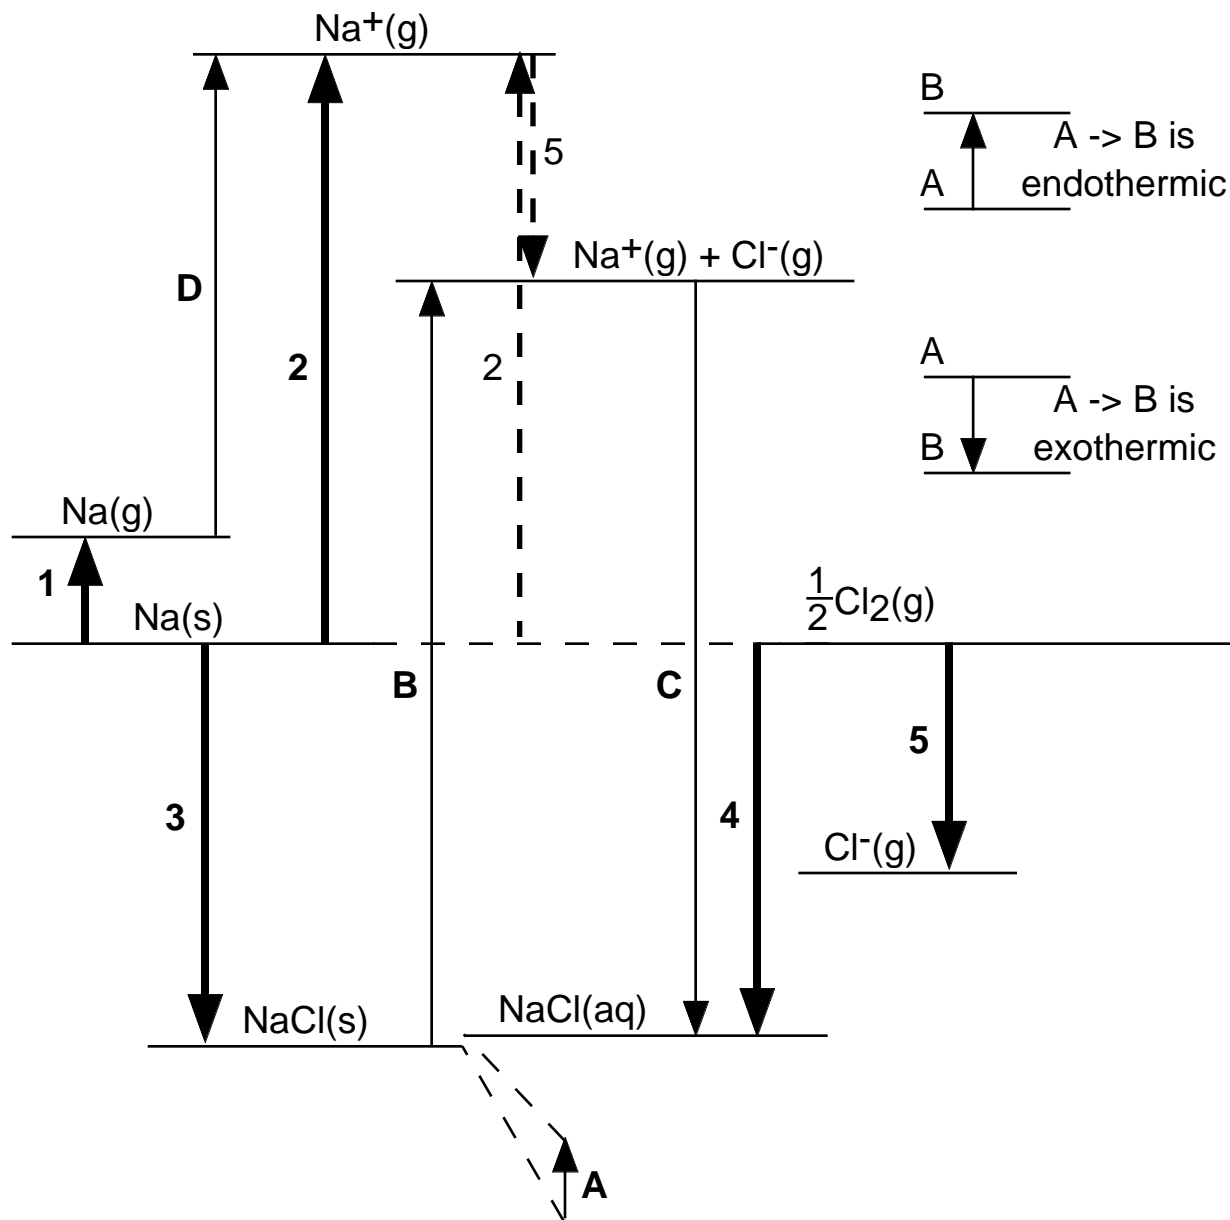 Na+(g)
B
A -> B is
A
endothermic
5
Na+(g) + Cl-(g)
D
2
2
A
A -> B is
B
exothermic
Na(g)
1
Na(s)
1/2Cl2(g)
B
C
5
3
4
Cl-(g)
NaCl(s)
NaCl(aq)
A